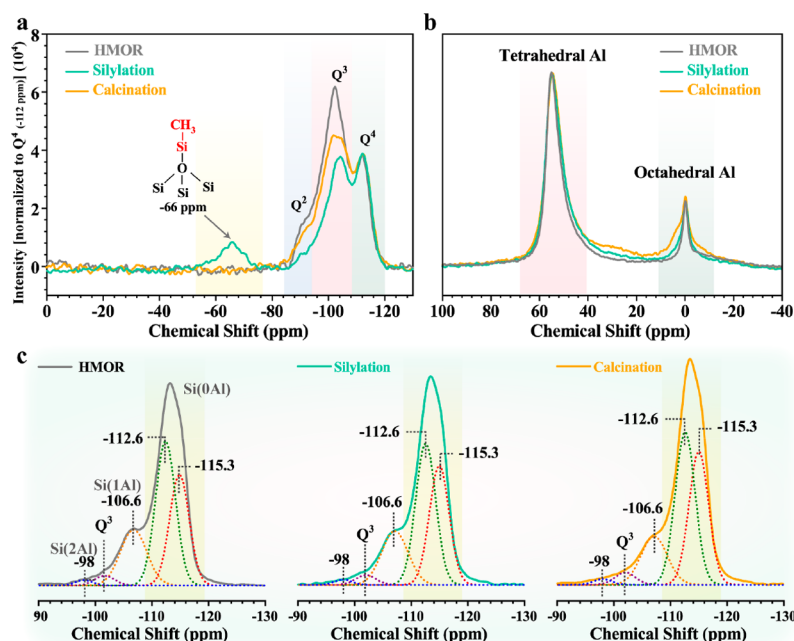 a
Intensity [normalized to Q⁴ (-112 ppm)] (10⁴)
8
6
4
2
0
HMOR
Silylation
Calcination
CH₃
Si
O
Si Si Si
-66 ppm
Q²
Q³
Q⁴
0 -20 -40 -60 -80 -100 -120
Chemical Shift (ppm)
b
HMOR
Silylation
Calcination
Tetrahedral Al
Octahedral Al
100 80 60 40 20 0 -20 -40
Chemical Shift (ppm)
c
HMOR
Si(0Al)
-112.6
-115.3
Si(1Al)
-106.6
Q³
Si(2Al)
-98
90 -100 -110 -120 -130
Chemical Shift (ppm)
Silylation
-112.6
-115.3
-106.6
Q³
-98
-90 -100 -110 -120 -130
Chemical Shift (ppm)
Calcination
-112.6
-115.3
-106.6
Q³
-98
-90 -100 -110 -120 -130
Chemical Shift (ppm)